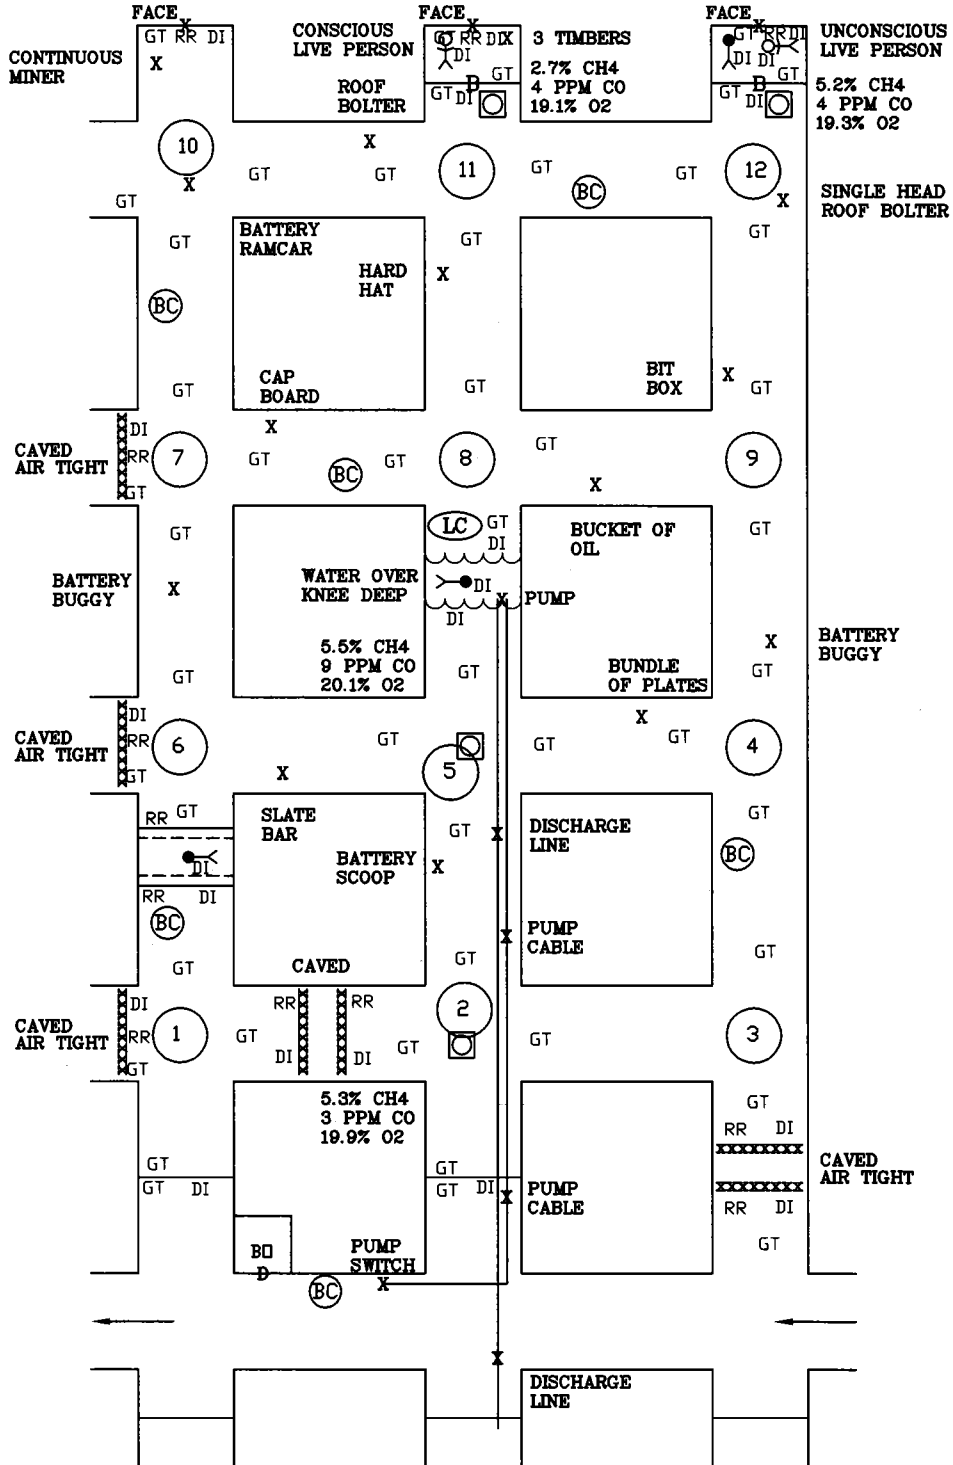 FACE
GT RR DI
X
CONTINUOUS
MINER
X
CONSCIOUS
LIVE PERSON
FACE
X
GT RR DI X
DI
GT
3 TIMBERS
2.7% CH4
4 PPM CO
19.1% O2
GT B
DI
ROOF
BOLTER
FACE
X
GT RR DI
DI DI
GT B
DI
UNCONSCIOUS
LIVE PERSON
5.2% CH4
4 PPM CO
19.3% O2
10
X
X
GT
GT
11
GT
BC
GT
12
X
SINGLE HEAD
ROOF BOLTER
GT
GT
BATTERY
RAMCAR
GT
GT
HARD
HAT
X
BC
GT
CAP
BOARD
GT
BIT
BOX
X
GT
CAVED
AIR TIGHT
DI
RR
GT
7
X
GT
BC
GT
8
GT
X
9
GT
LC
GT
DI
BUCKET OF
OIL
GT
BATTERY
BUGGY
X
WATER OVER
KNEE DEEP
DI
X
PUMP
DI
5.5% CH4
9 PPM CO
20.1% O2
GT
GT
BUNDLE
OF PLATES
X
GT
BATTERY
BUGGY
CAVED
AIR TIGHT
DI
RR
GT
6
GT
X
5
GT
X
GT
4
RR GT
SLATE
BAR
GT
DISCHARGE
LINE
X
GT
DI
BATTERY
SCOOP
X
BC
RR DI
BC
PUMP
CABLE
X
GT
GT
GT
CAVED
CAVED
AIR TIGHT
DI
RR
GT
1
GT
RR
DI
RR
DI
GT
2
GT
3
5.3% CH4
3 PPM CO
19.9% O2
GT
RR DI
CAVED
AIR TIGHT
RR DI
GT
GT
GT DI
GT
GT DI
PUMP
CABLE
X
B
D
PUMP
SWITCH
X
BC
X
DISCHARGE
LINE